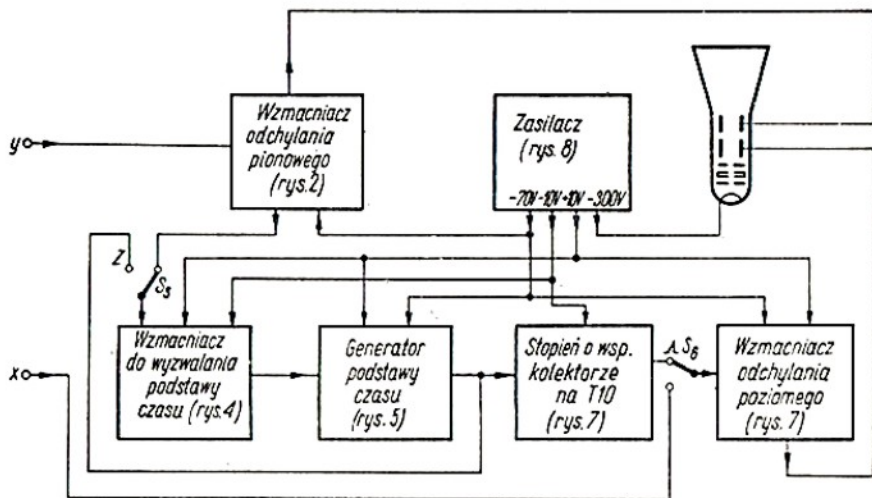 Wzmacniacz
odchylania
pionowego
(rys.2)
Zasilacz
(rys. 8)
-70V -10V +10V -300V
y
Z
S5
x
Wzmacniacz
do wyzwalania
podstawy
czasu (rys.4)
Generator
podstawy
czasu
(rys. 5)
Stopień o wsp.
kolektorze
na T10
(rys. 7)
S6
Wzmacniacz
odchylania
poziomego
(rys. 7)